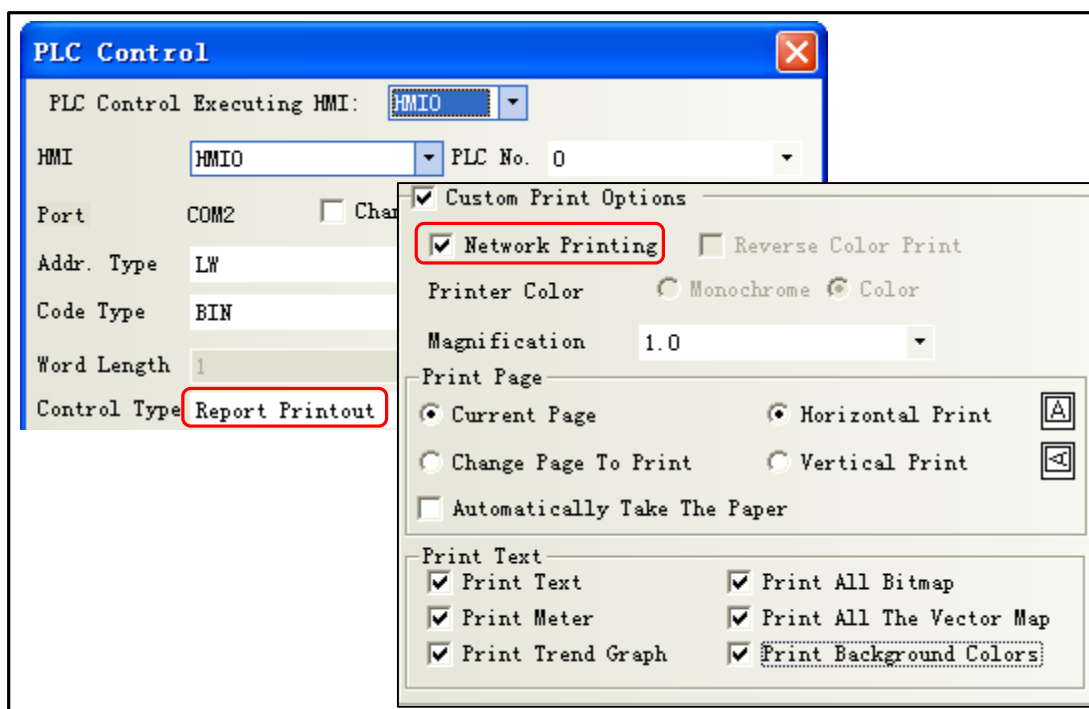 PLC Control
PLC Control Executing HMI: HMI0
HMI HMI0 PLC No. 0
Port COM2
Addr. Type LW
Code Type BIN
Word Length 1
Control Type Report Printout
Custom Print Options
Network Printing Reverse Color Print
Printer Color Monochrome Color
Magnification 1.0
Print Page
Current Page Horizontal Print A
Change Page To Print Vertical Print A
Automatically Take The Paper
Print Text
Print Text Print All Bitmap
Print Meter Print All The Vector Map
Print Trend Graph Print Background Colors